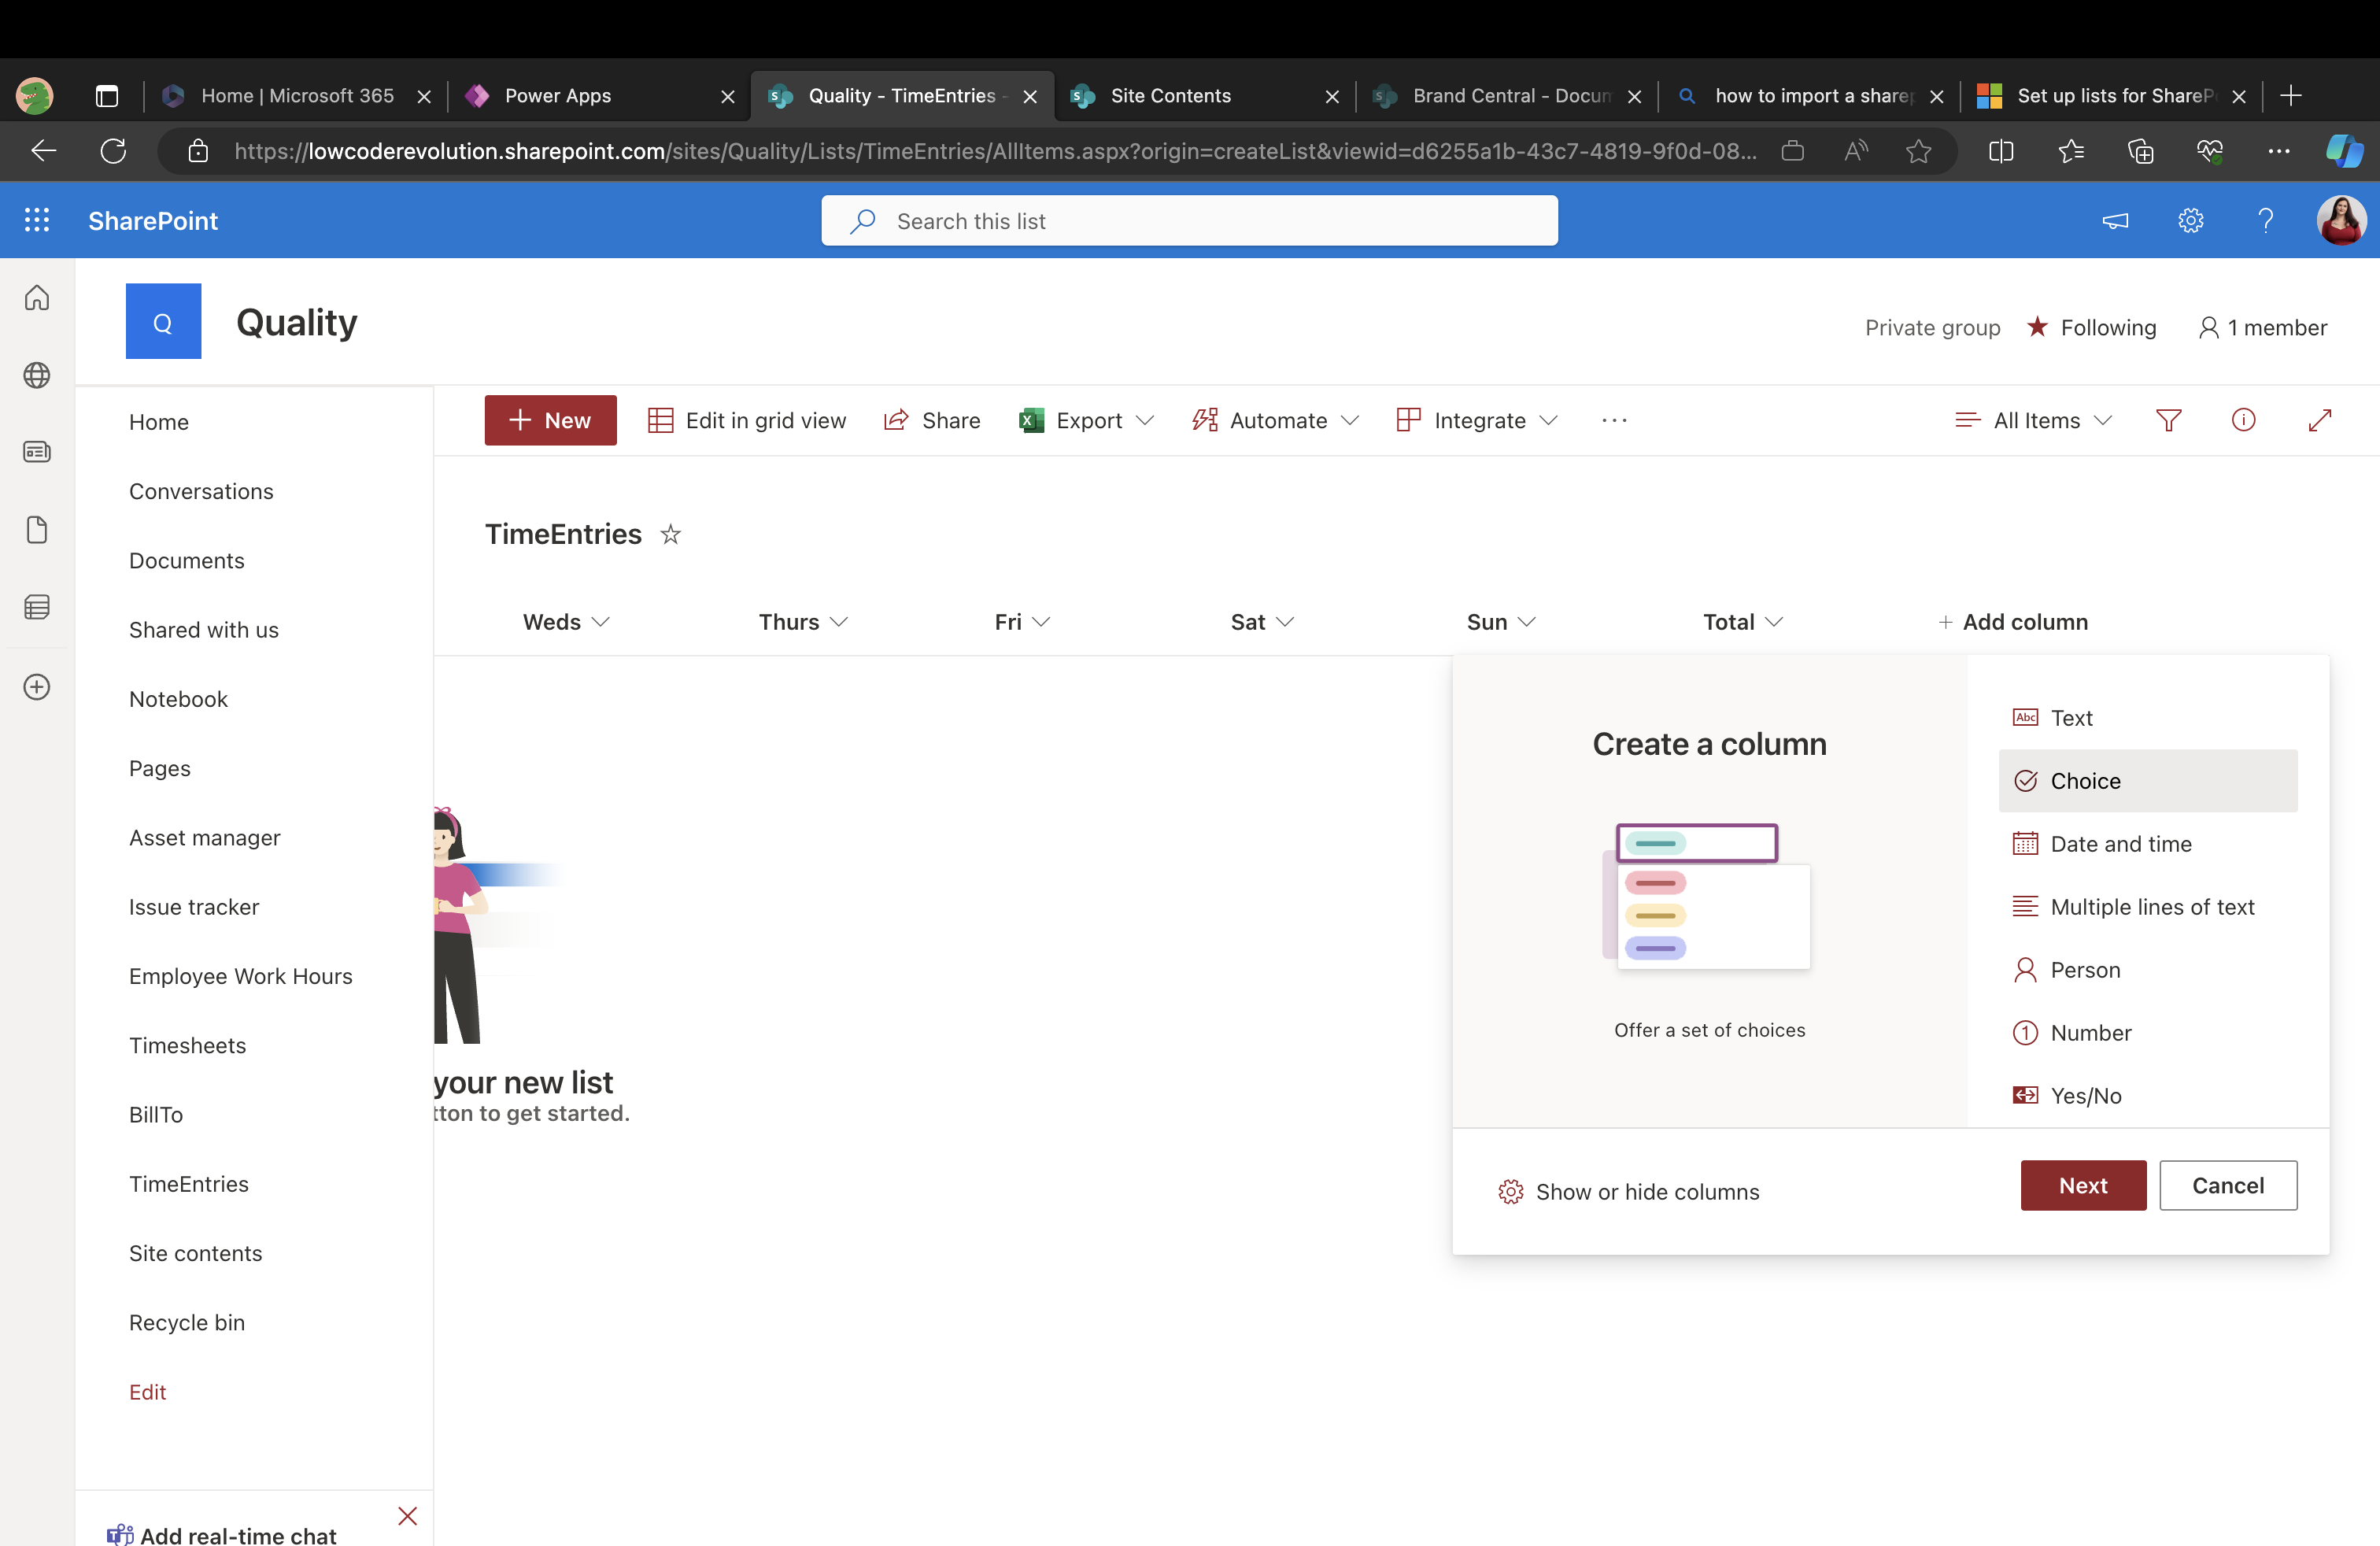 Home | Microsoft 365
Power Apps
Quality - TimeEntries -
Site Contents
Brand Central - Docum
how to import a sharep
Set up lists for ShareP
https://lowcoderevolution.sharepoint.com/sites/Quality/Lists/TimeEntries/AllItems.aspx?origin=createList&viewid=d6255a1b-43c7-4819-9f0d-08...
SharePoint
Search this list
Q
Quality
Private group
Following
1 member
Home
Conversations
Documents
Shared with us
Notebook
Pages
Asset manager
Issue tracker
Employee Work Hours
Timesheets
BillTo
TimeEntries
Site contents
Recycle bin
Edit
Add real-time chat
New
Edit in grid view
Share
Export
Automate
Integrate
All Items
TimeEntries
Weds
Thurs
Fri
Sat
Sun
Total
+ Add column
your new list
tton to get started.
Create a column
Offer a set of choices
Abc Text
Choice
Date and time
Multiple lines of text
Person
1 Number
Yes/No
Show or hide columns
Next
Cancel